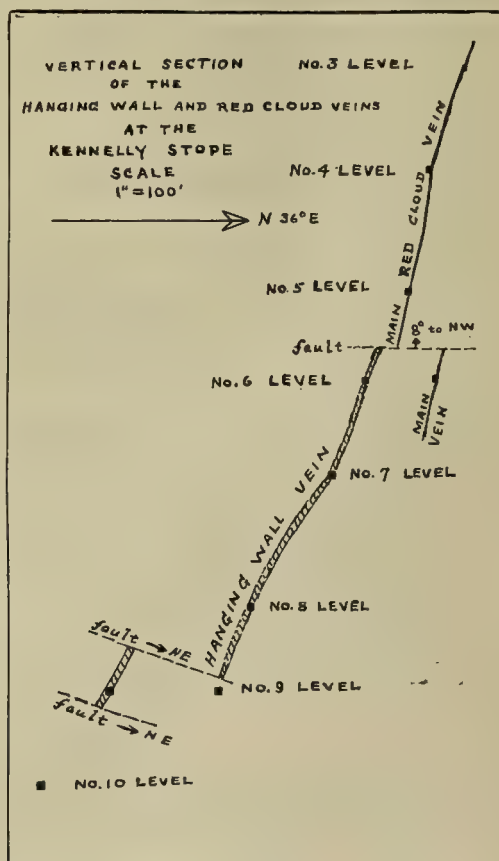 VERTICAL SECTION
OF THE
HANGING WALL AND RED CLOUD VEINS
AT THE
KENNELLY STOPE
SCALE
1"=100'
N 36°E
No.3 LEVEL
No.4 LEVEL
MAIN RED CLOUD VEIN
No.5 LEVEL
fault
8° to NW
No.6 LEVEL
MAIN
VEIN
No.7 LEVEL
HANGING WALL VEIN
No.8 LEVEL
fault → NE
No.9 LEVEL
fault → NE
No.10 LEVEL